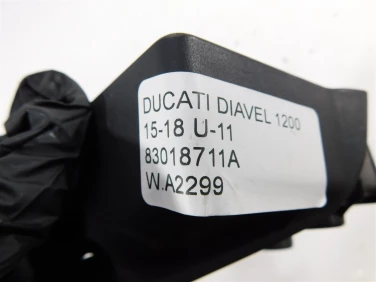 DUCATI DIAVEL 1200
15-18 U-11
83018711A
W.A2299